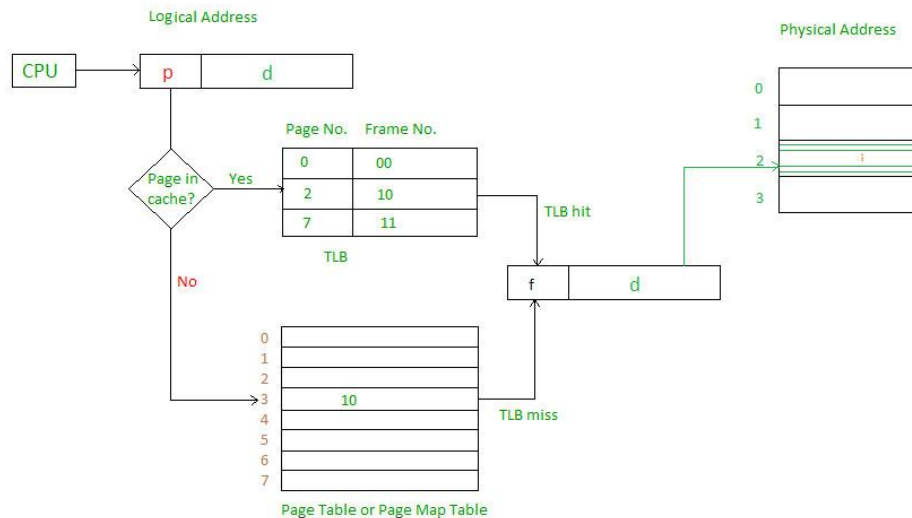 Logical Address
Physical Address
CPU
p d
Page No. Frame No.
Page in
cache?
Yes
0 00
2 10
7 11
TLB
TLB hit
No
f d
0
1
2
3 10
4
5
6
7
TLB miss
Page Table or Page Map Table
0
1
2 i
3